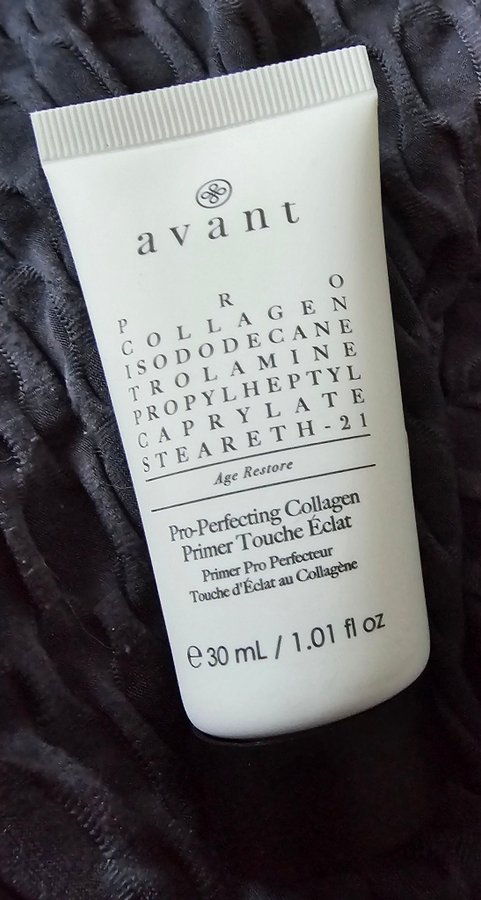 avant
PRO
COLLAGEN
ISODODECANE
TROLAMINE
PROPYLHEPTYL
CAPRYLATE
STEARETH-21
Age Restore
Pro-Perfecting Collagen
Primer Touche Éclat
Primer Pro Perfecteur
Touche d'Éclat au Collagène
℮ 30 mL / 1.01 fl oz